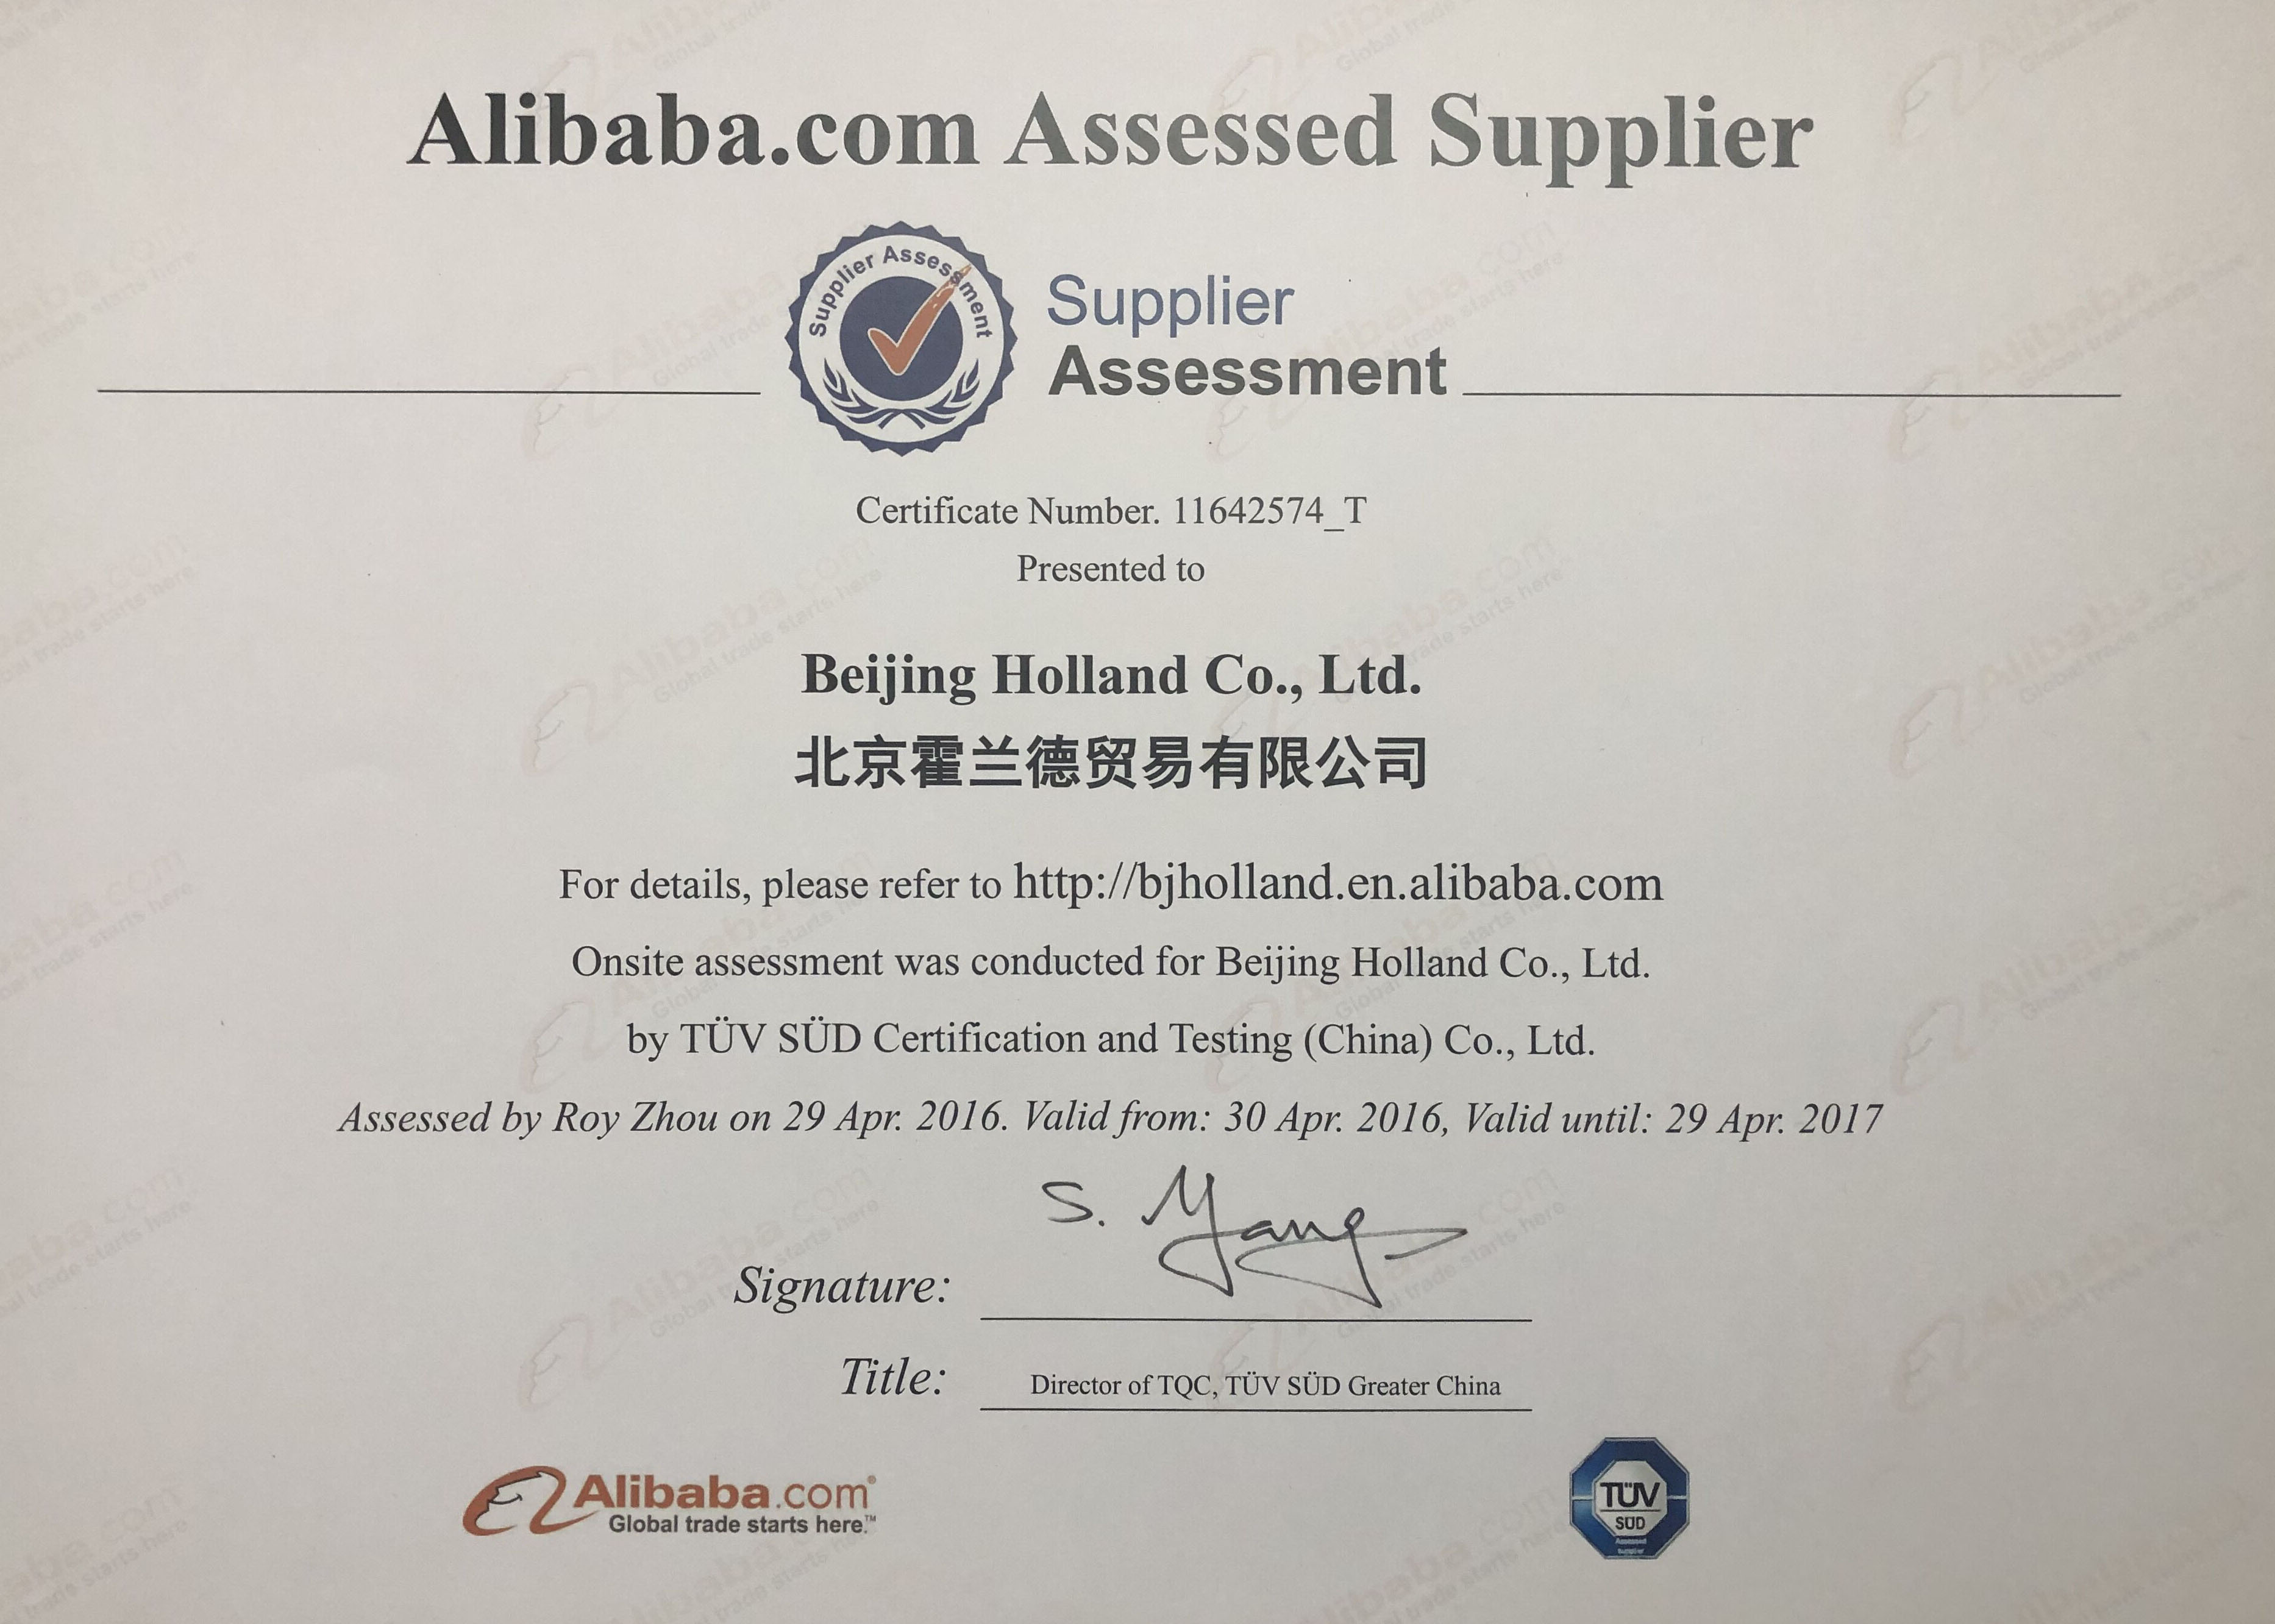 Alibaba.com Assessed Supplier
Supplier Assessment
Supplier
Assessment
Certificate Number. 11642574_T
Presented to
Beijing Holland Co., Ltd.
北京霍兰德贸易有限公司
For details, please refer to http://bjholland.en.alibaba.com
Onsite assessment was conducted for Beijing Holland Co., Ltd.
by TÜV SÜD Certification and Testing (China) Co., Ltd.
Assessed by Roy Zhou on 29 Apr. 2016. Valid from: 30 Apr. 2016, Valid until: 29 Apr. 2017
S. Yang
Signature:
Title: Director of TQC, TÜV SÜD Greater China
Alibaba.com®
Global trade starts here.™
TÜV
SÜD
Assessed
Supplier